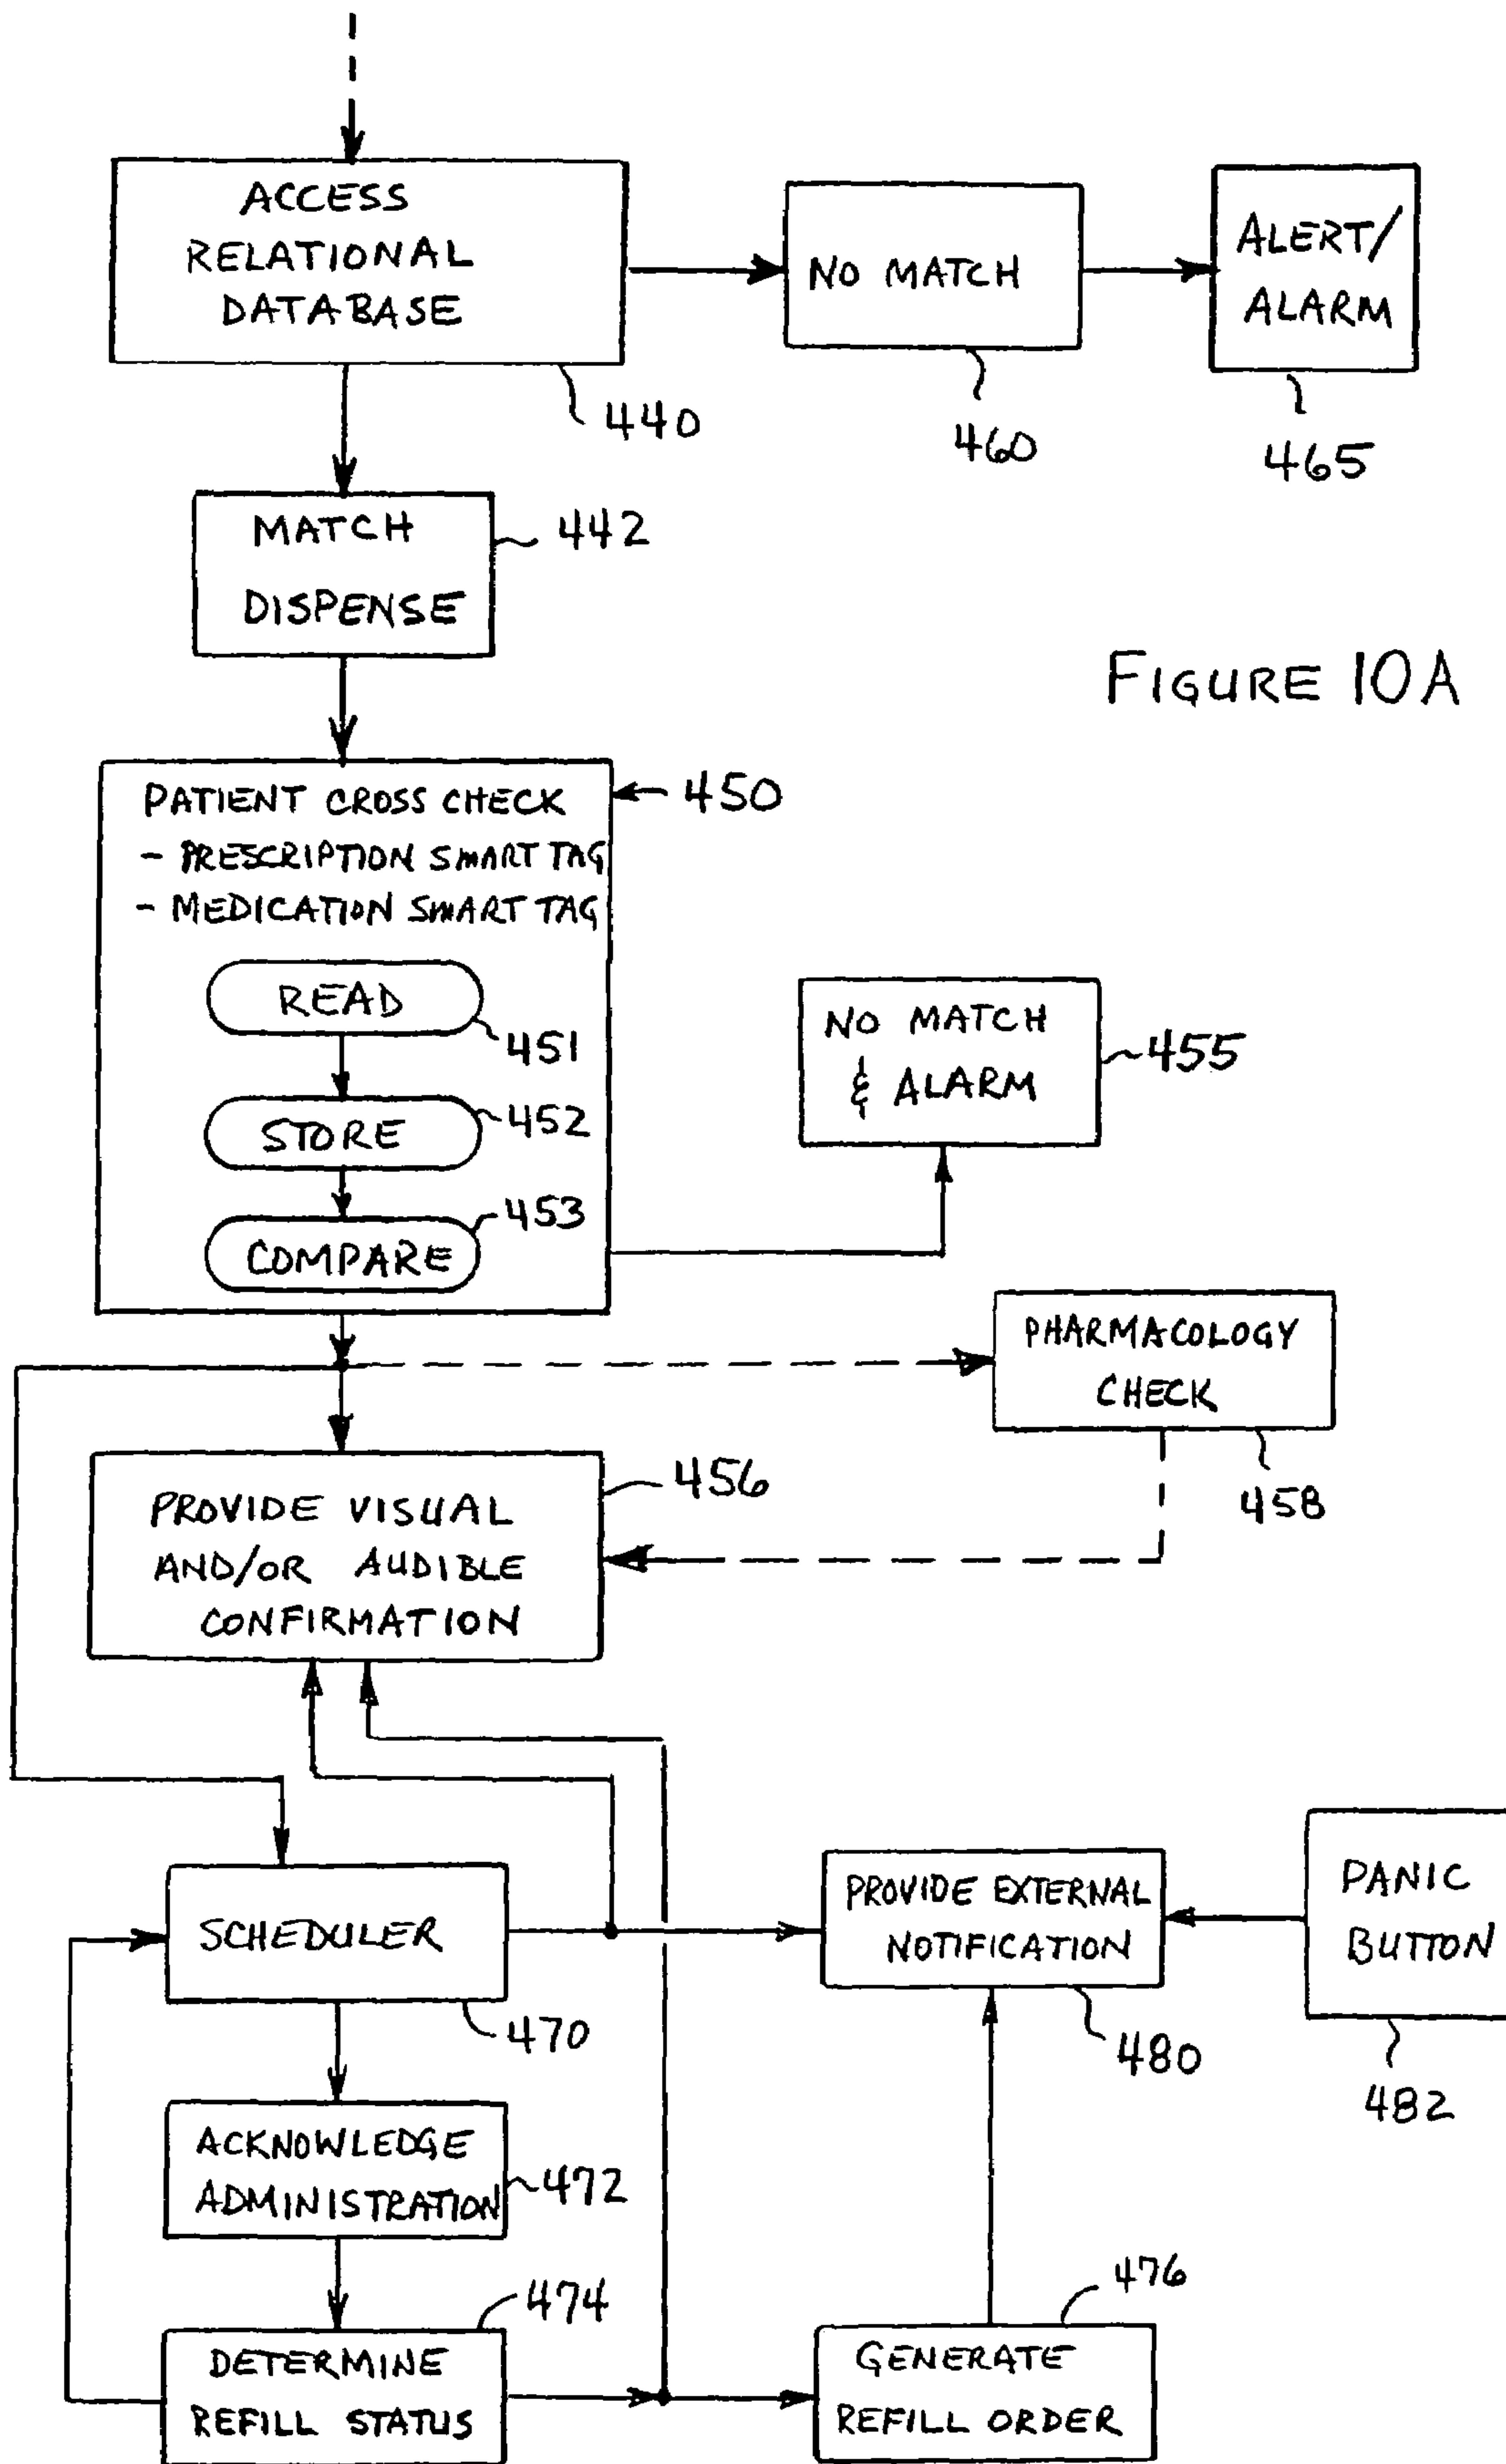 ACCESS
RELATIONAL
DATABASE
440
NO MATCH
460
ALERT/
ALARM
465
MATCH
DISPENSE
442
FIGURE 10A
PATIENT CROSS CHECK
- PRESCRIPTION SMART TAG
- MEDICATION SMART TAG
450
READ
451
STORE
452
COMPARE
453
NO MATCH
& ALARM
455
PHARMACOLOGY
CHECK
458
PROVIDE VISUAL
AND/OR AUDIBLE
CONFIRMATION
456
SCHEDULER
470
PROVIDE EXTERNAL
NOTIFICATION
480
PANIC
BUTTON
482
ACKNOWLEDGE
ADMINISTRATION
472
DETERMINE
REFILL STATUS
474
GENERATE
REFILL ORDER
476